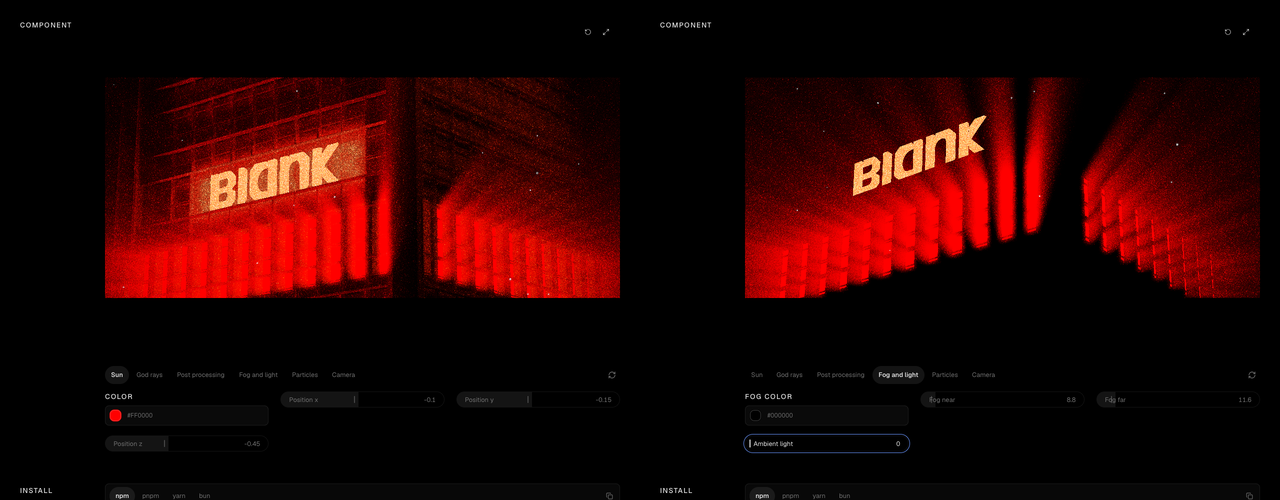 COMPONENT
BlanK
Sun God rays Post processing Fog and light Particles Camera
COLOR
#FF0000
Position x -0.1
Position y -0.15
Position z -0.45
INSTALL
npm pnpm yarn bun
COMPONENT
BlanK
Sun God rays Post processing Fog and light Particles Camera
FOG COLOR
#000000
Fog near 8.8
Fog far 11.6
Ambient light 0
INSTALL
npm pnpm yarn bun